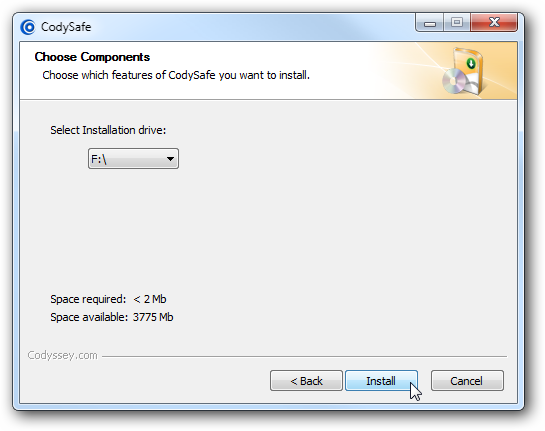 CodySafe
Choose Components
Choose which features of CodySafe you want to install.
Select Installation drive:
F:\
Space required: < 2 Mb
Space available: 3775 Mb
Codyssey.com
< Back
Install
Cancel